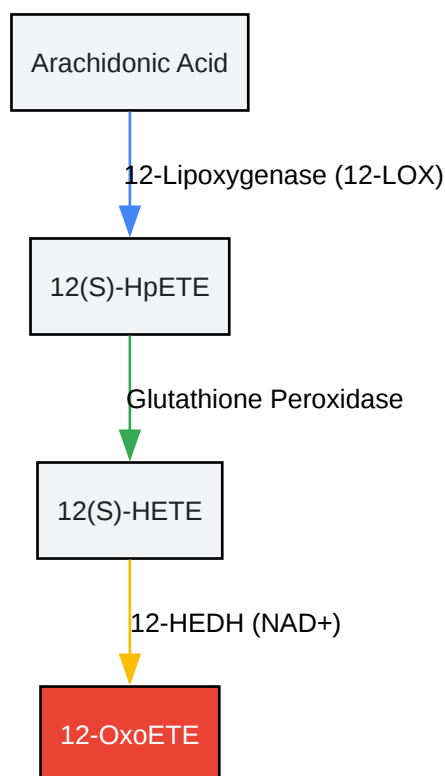 Arachidonic Acid
12-Lipoxygenase (12-LOX)
12(S)-HpETE
Glutathione Peroxidase
12(S)-HETE
12-HEDH (NAD+)
12-OxoETE